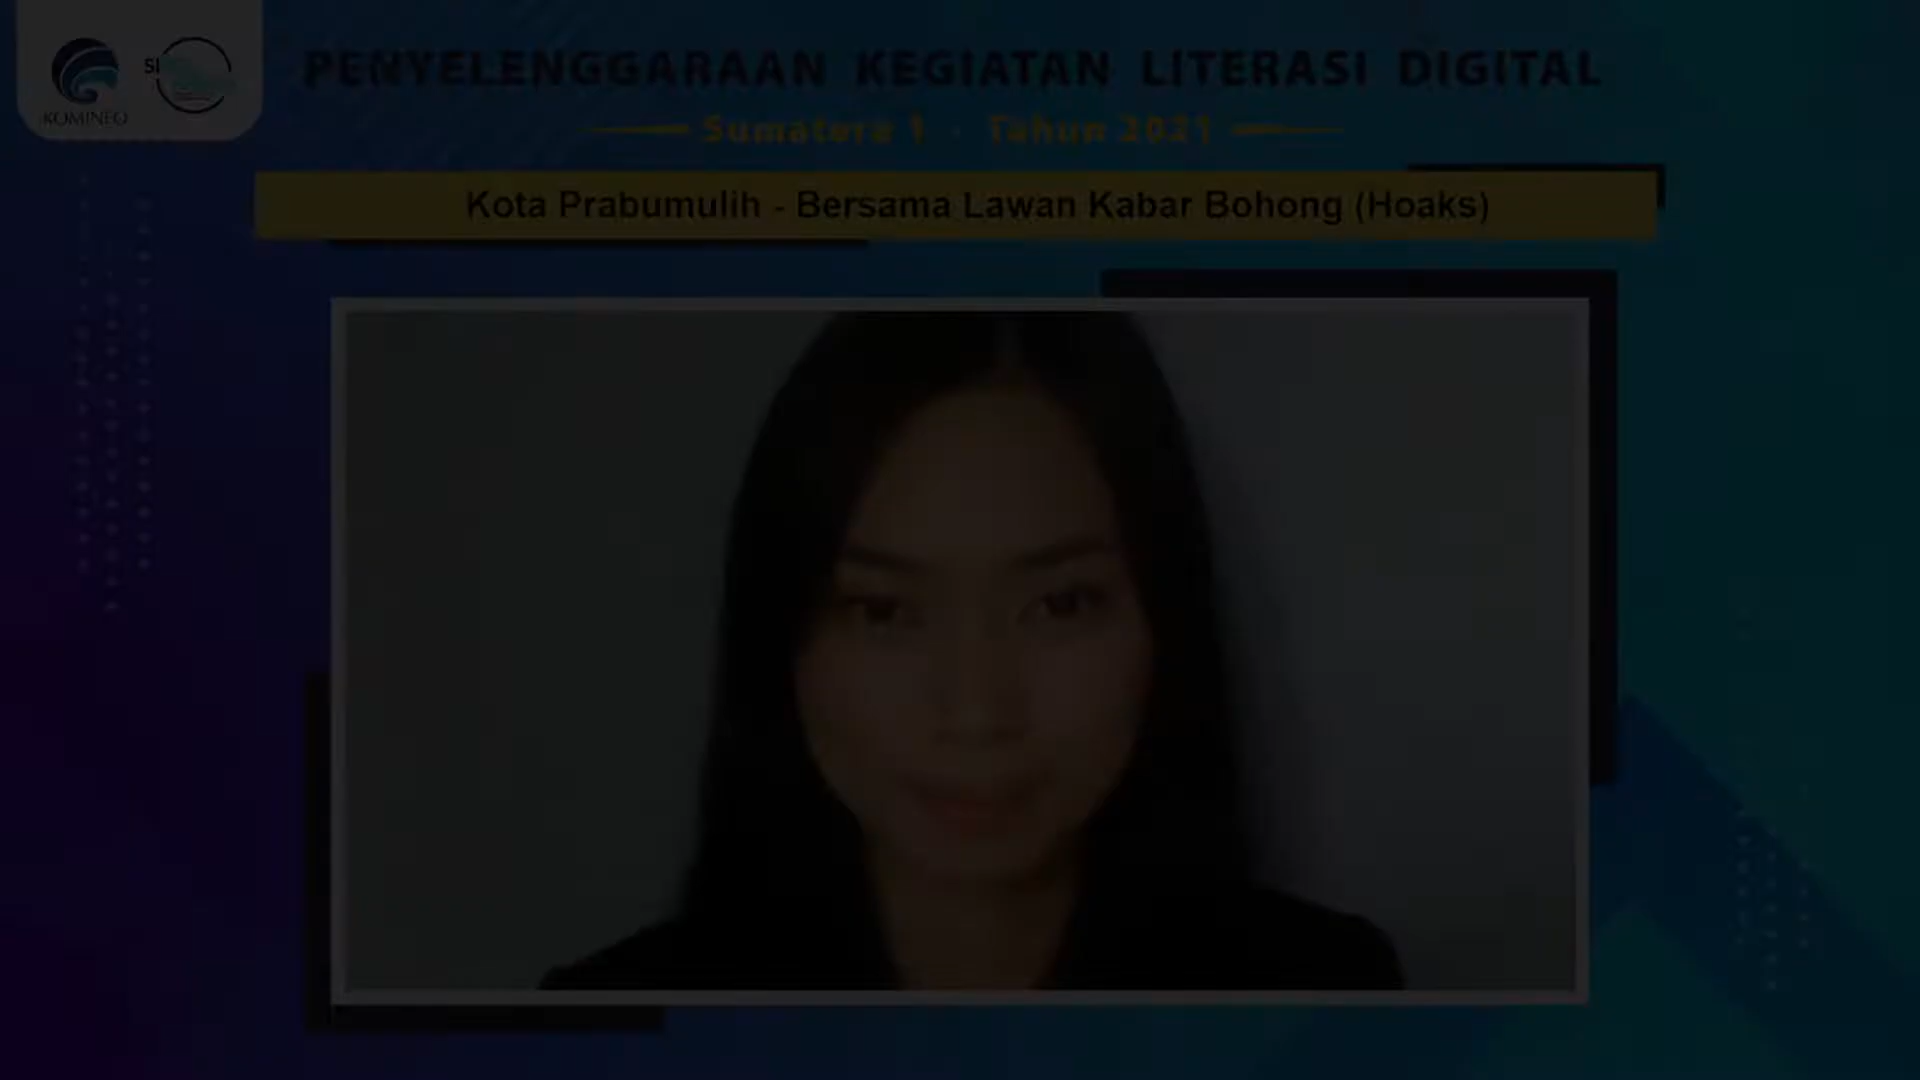 KOMINFO
PENYELENGGARAAN KEGIATAN LITERASI DIGITAL
Sumatera 1 - Tahun 2021
Kota Prabumulih - Bersama Lawan Kabar Bohong (Hoaks)